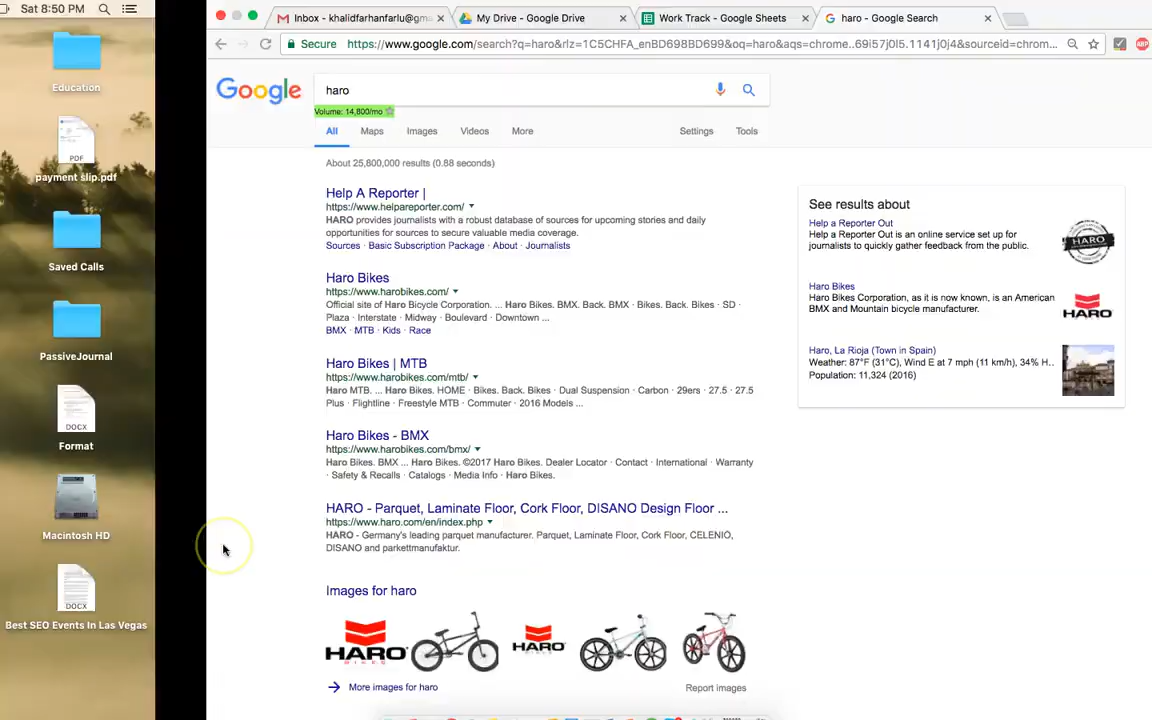 Sat 8:50 PM
Education
PDF
payment slip.pdf
Saved Calls
PassiveJournal
DOCX
Format
Macintosh HD
DOCX
Best SEO Events In Las Vegas
Inbox - khalidfarhanfarlu@gma
My Drive - Google Drive
Work Track - Google Sheets
haro - Google Search
Secure https://www.google.com/search?q=haro&rlz=1C5CHFA_enBD698BD699&oq=haro&aqs=chrome..69i57j0l5.1141j0j4&sourceid=chrom...
ABP
Google
haro
Volume: 14,800/mo
All Maps Images Videos More Settings Tools
About 25,800,000 results (0.88 seconds)
Help A Reporter |
https://www.helpareporter.com/
HARO provides journalists with a robust database of sources for upcoming stories and daily
opportunities for sources to secure valuable media coverage.
Sources · Basic Subscription Package · About · Journalists
Haro Bikes
https://www.harobikes.com/
Official site of Haro Bicycle Corporation. ... Haro Bikes. BMX. Back. BMX · Bikes. Back. Bikes · SD ·
Plaza · Interstate · Midway · Boulevard · Downtown ...
BMX · MTB · Kids · Race
Haro Bikes | MTB
https://www.harobikes.com/mtb/
Haro MTB. ... Haro Bikes. HOME · Bikes. Back. Bikes · Dual Suspension · Carbon · 29ers · 27.5 · 27.5
Plus · Flightline · Freestyle MTB · Commuter · 2016 Models ...
Haro Bikes - BMX
https://www.harobikes.com/bmx/
Haro Bikes. BMX ... Haro Bikes. ©2017 Haro Bikes. Dealer Locator · Contact · International · Warranty
· Safety & Recalls · Catalogs · Media Info · Haro Bikes.
HARO - Parquet, Laminate Floor, Cork Floor, DISANO Design Floor ...
https://www.haro.com/en/index.php
HARO - Germany's leading parquet manufacturer. Parquet, Laminate Floor, Cork Floor, CELENIO,
DISANO and parkettmanufaktur.
Images for haro
HARO
BIKES
HARO
BIKES
More images for haro
Report images
See results about
Help a Reporter Out
Help a Reporter Out is an online service set up for
journalists to quickly gather feedback from the public.
HARO
Haro Bikes
Haro Bikes Corporation, as it is now known, is an American
BMX and Mountain bicycle manufacturer.
HARO
Haro, La Rioja (Town in Spain)
Weather: 87°F (31°C), Wind E at 7 mph (11 km/h), 34% H...
Population: 11,324 (2016)